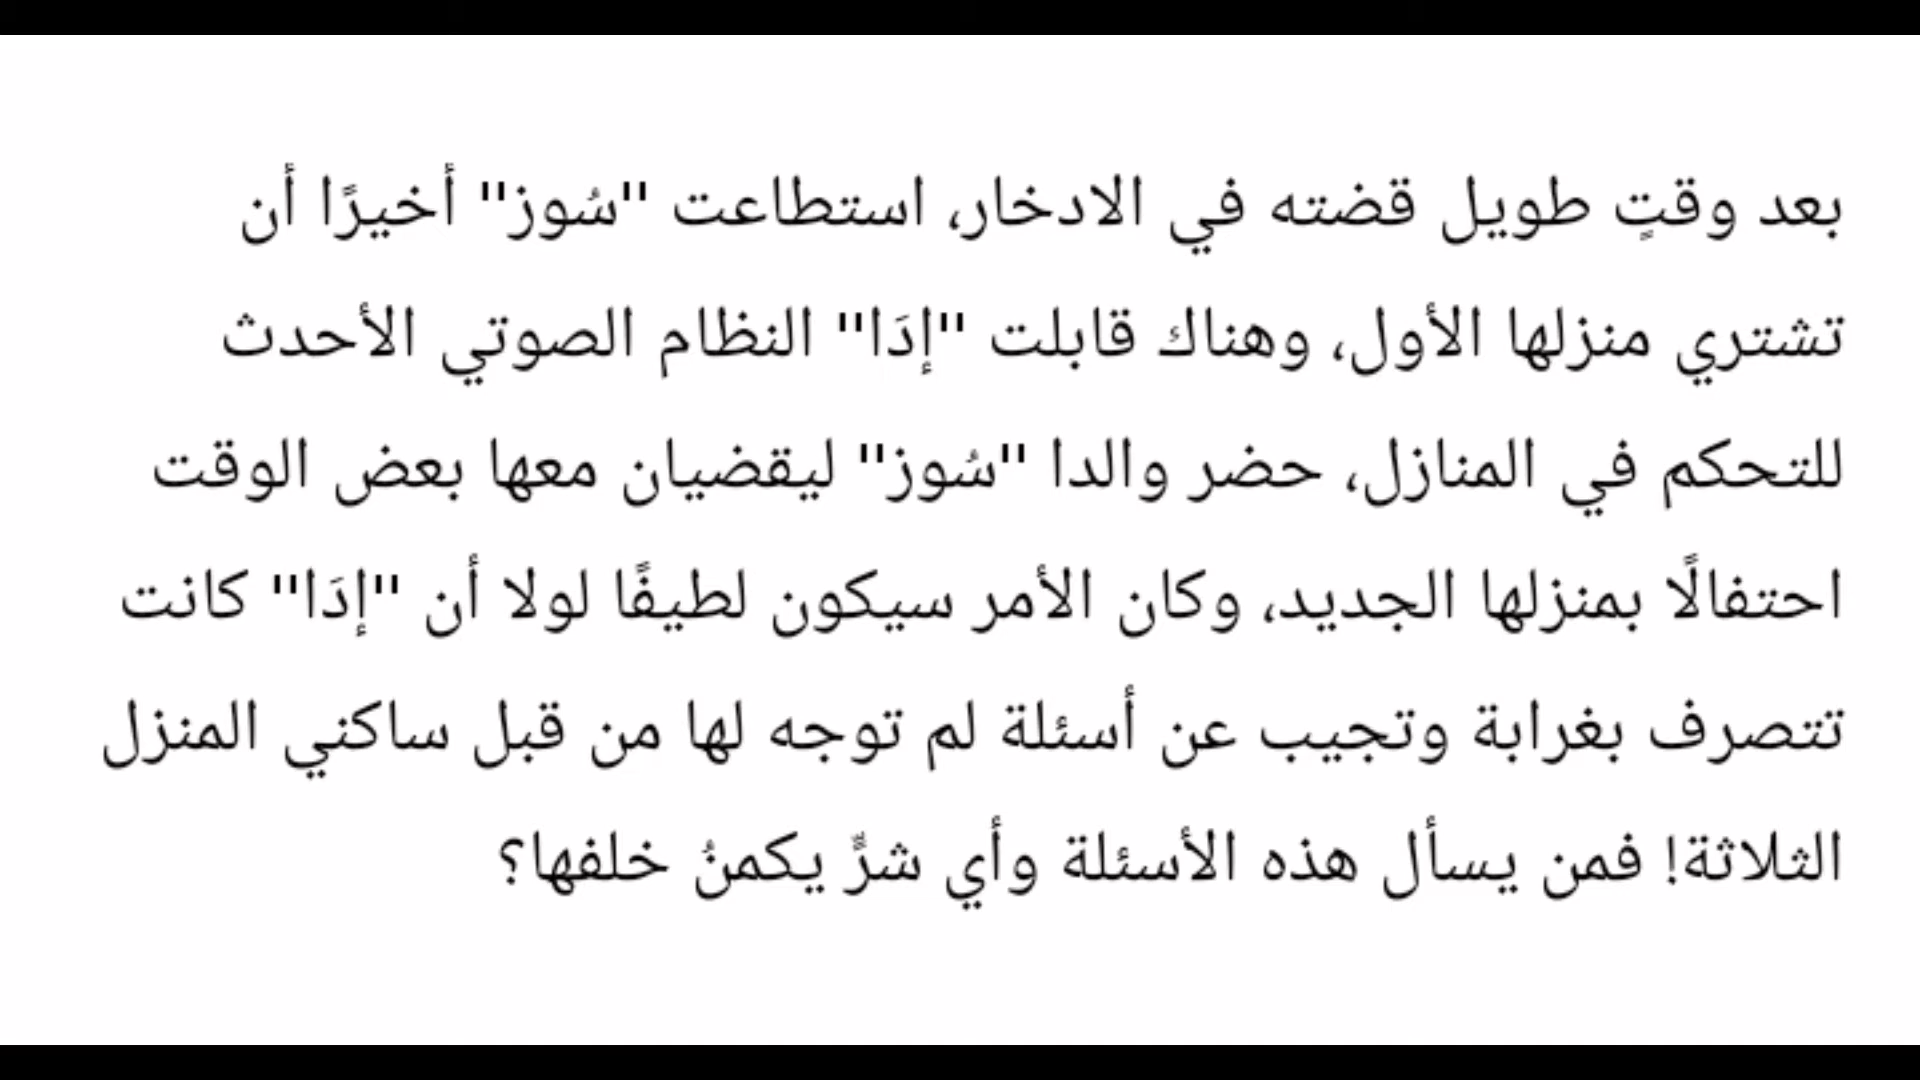 بعد وقتٍ طويل قضته في الادخار، استطاعت "سُوز" أخيرًا أن
تشتري منزلها الأول، وهناك قابلت "إدَا" النظام الصوتي الأحدث
للتحكم في المنازل، حضر والدا "سُوز" ليقضيان معها بعض الوقت
احتفالًا بمنزلها الجديد، وكان الأمر سيكون لطيفًا لولا أن "إدَا" كانت
تتصرف بغرابة وتجيب عن أسئلة لم توجه لها من قبل ساكني المنزل
الثلاثة! فمن يسأل هذه الأسئلة وأي شرٍّ يكمنُ خلفها؟